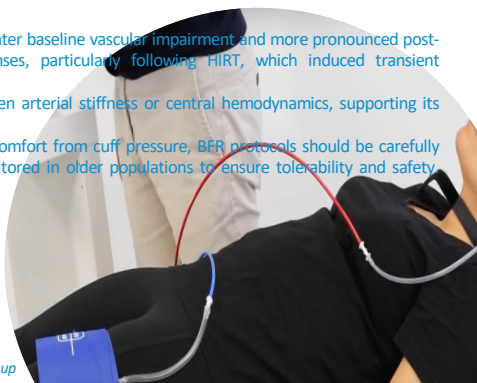 ter baseline vascular impairment and more pronounced post-
nses, particularly following HIRT, which induced transient
en arterial stiffness or central hemodynamics, supporting its
omfort from cuff pressure, BFR protocols should be carefully
itored in older populations to ensure tolerability and safety.
up